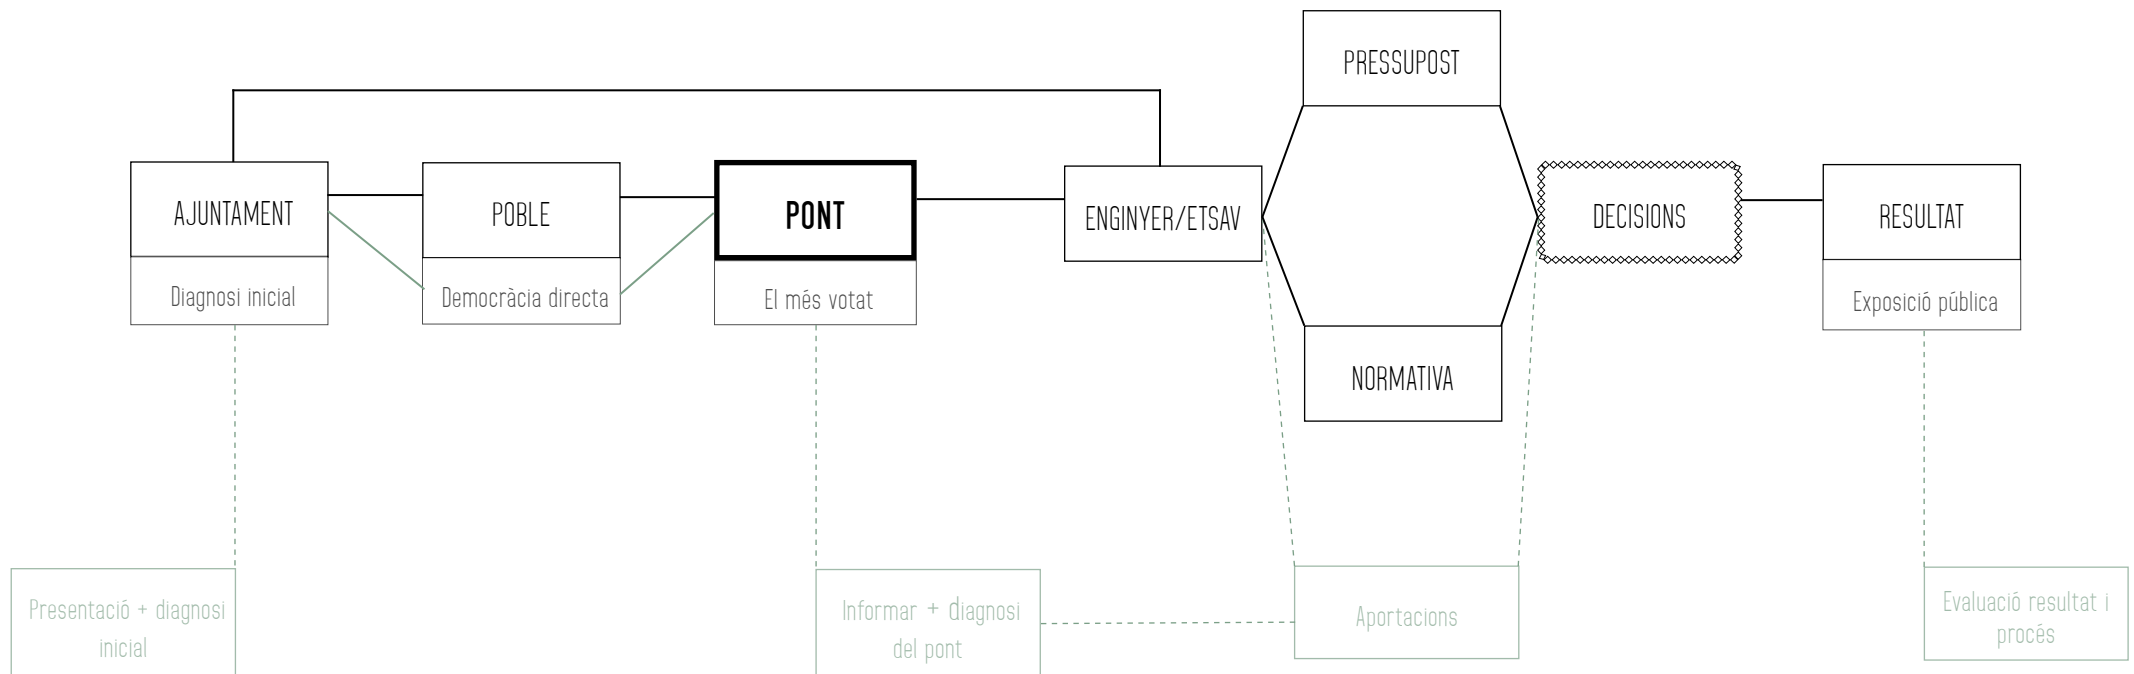 PRESSUPOST
AJUNTAMENT
POBLE
PONT
ENGINYER/ETSAV
DECISIONS
RESULTAT
Diagnosi inicial
Democràcia directa
El més votat
Exposició pública
NORMATIVA
Presentació + diagnosi
inicial
Informar + diagnosi
del pont
Aportacions
Evaluació resultat i
procés